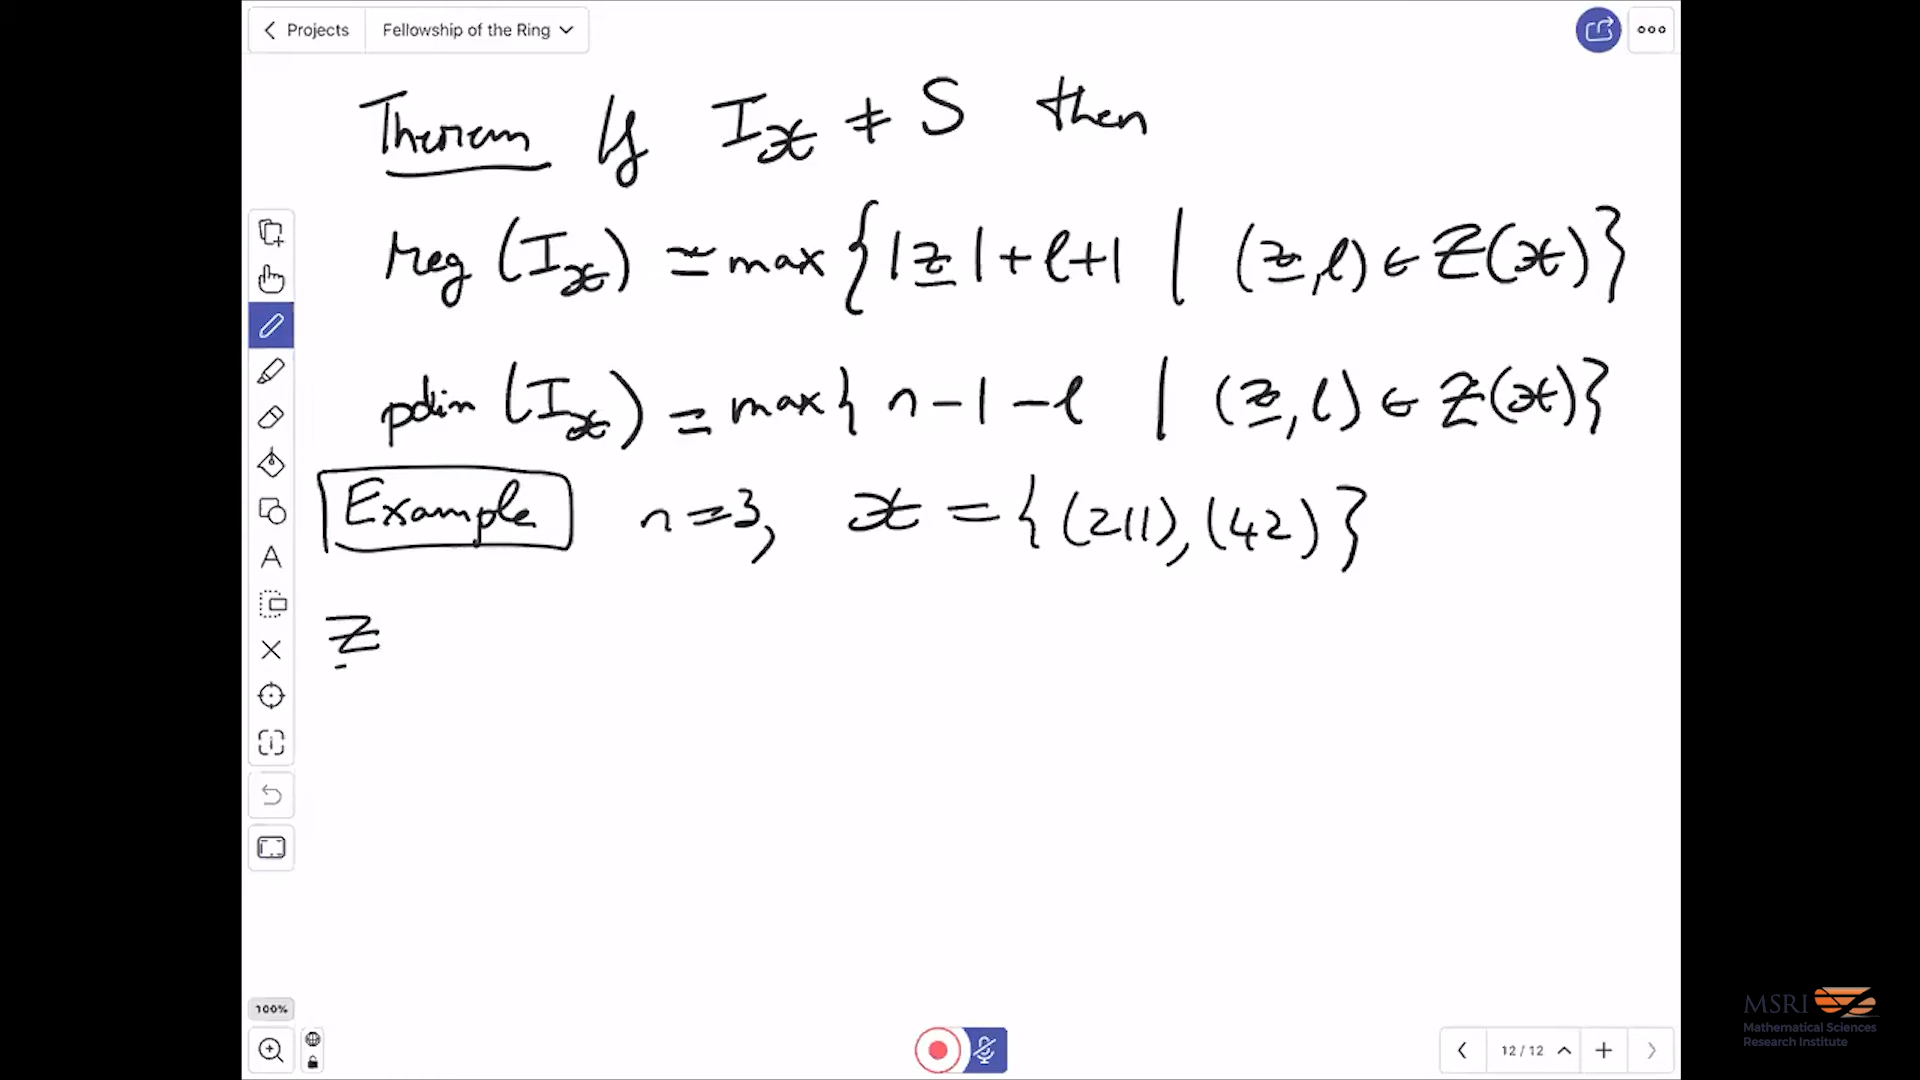 Projects Fellowship of the Ring
Theorem If I_𝒳 ≠ S then
reg (I_𝒳) = max { |z| + l + 1 | (z, l) ∈ Z(𝒳) }
pdim (I_𝒳) = max { n - 1 - l | (z, l) ∈ Z(𝒳) }
Example n = 3, 𝒳 = { (211), (42) }
z
100%
12 / 12
MSRI
Mathematical Sciences
Research Institute